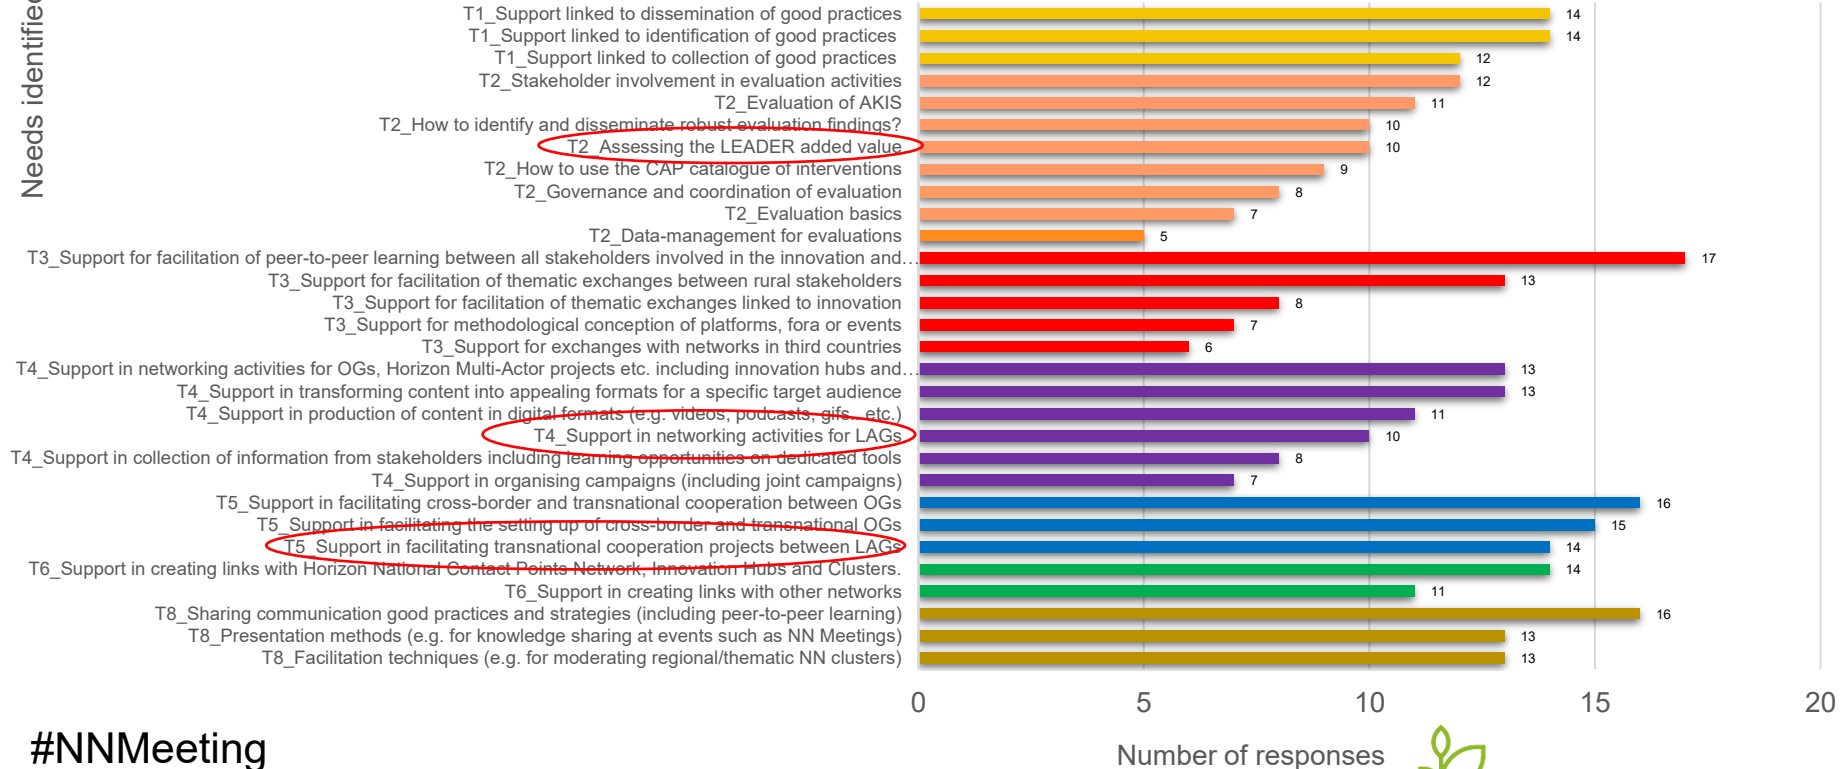 Needs identified
T1_Support linked to dissemination of good practices 14
T1_Support linked to identification of good practices 14
T1_Support linked to collection of good practices 12
T2_Stakeholder involvement in evaluation activities 12
T2_Evaluation of AKIS 11
T2_How to identify and disseminate robust evaluation findings? 10
T2_Assessing the LEADER added value 10
T2_How to use the CAP catalogue of interventions 9
T2_Governance and coordination of evaluation 8
T2_Evaluation basics 7
T2_Data-management for evaluations 5
T3_Support for facilitation of peer-to-peer learning between all stakeholders involved in the innovation and… 17
T3_Support for facilitation of thematic exchanges between rural stakeholders 13
T3_Support for facilitation of thematic exchanges linked to innovation 8
T3_Support for methodological conception of platforms, fora or events 7
T3_Support for exchanges with networks in third countries 6
T4_Support in networking activities for OGs, Horizon Multi-Actor projects etc. including innovation hubs and… 13
T4_Support in transforming content into appealing formats for a specific target audience 13
T4_Support in production of content in digital formats (e.g. videos, podcasts, gifs.. etc.) 11
T4_Support in networking activities for LAGs 10
T4_Support in collection of information from stakeholders including learning opportunities on dedicated tools 8
T4_Support in organising campaigns (including joint campaigns) 7
T5_Support in facilitating cross-border and transnational cooperation between OGs 16
T5_Support in facilitating the setting up of cross-border and transnational OGs 15
T5_Support in facilitating transnational cooperation projects between LAGs 14
T6_Support in creating links with Horizon National Contact Points Network, Innovation Hubs and Clusters. 14
T6_Support in creating links with other networks 11
T8_Sharing communication good practices and strategies (including peer-to-peer learning) 16
T8_Presentation methods (e.g. for knowledge sharing at events such as NN Meetings) 13
T8_Facilitation techniques (e.g. for moderating regional/thematic NN clusters) 13
0 5 10 15 20
Number of responses
#NNMeeting